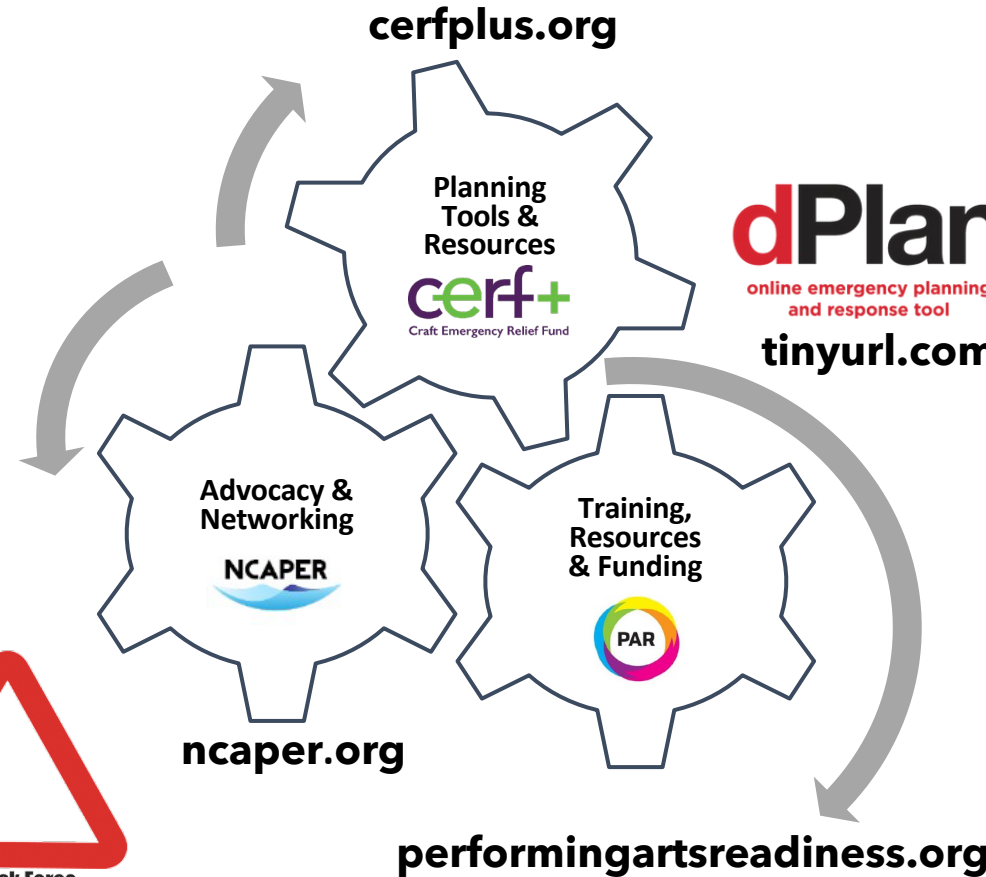 cerfplus.org
Planning
Tools &
Resources
cerf+
Craft Emergency Relief Fund
dPlan
online emergency planning
and response tool
tinyurl.com
Advocacy &
Networking
NCAPER
Training,
Resources
& Funding
PAR
ncaper.org
performingartsreadiness.org